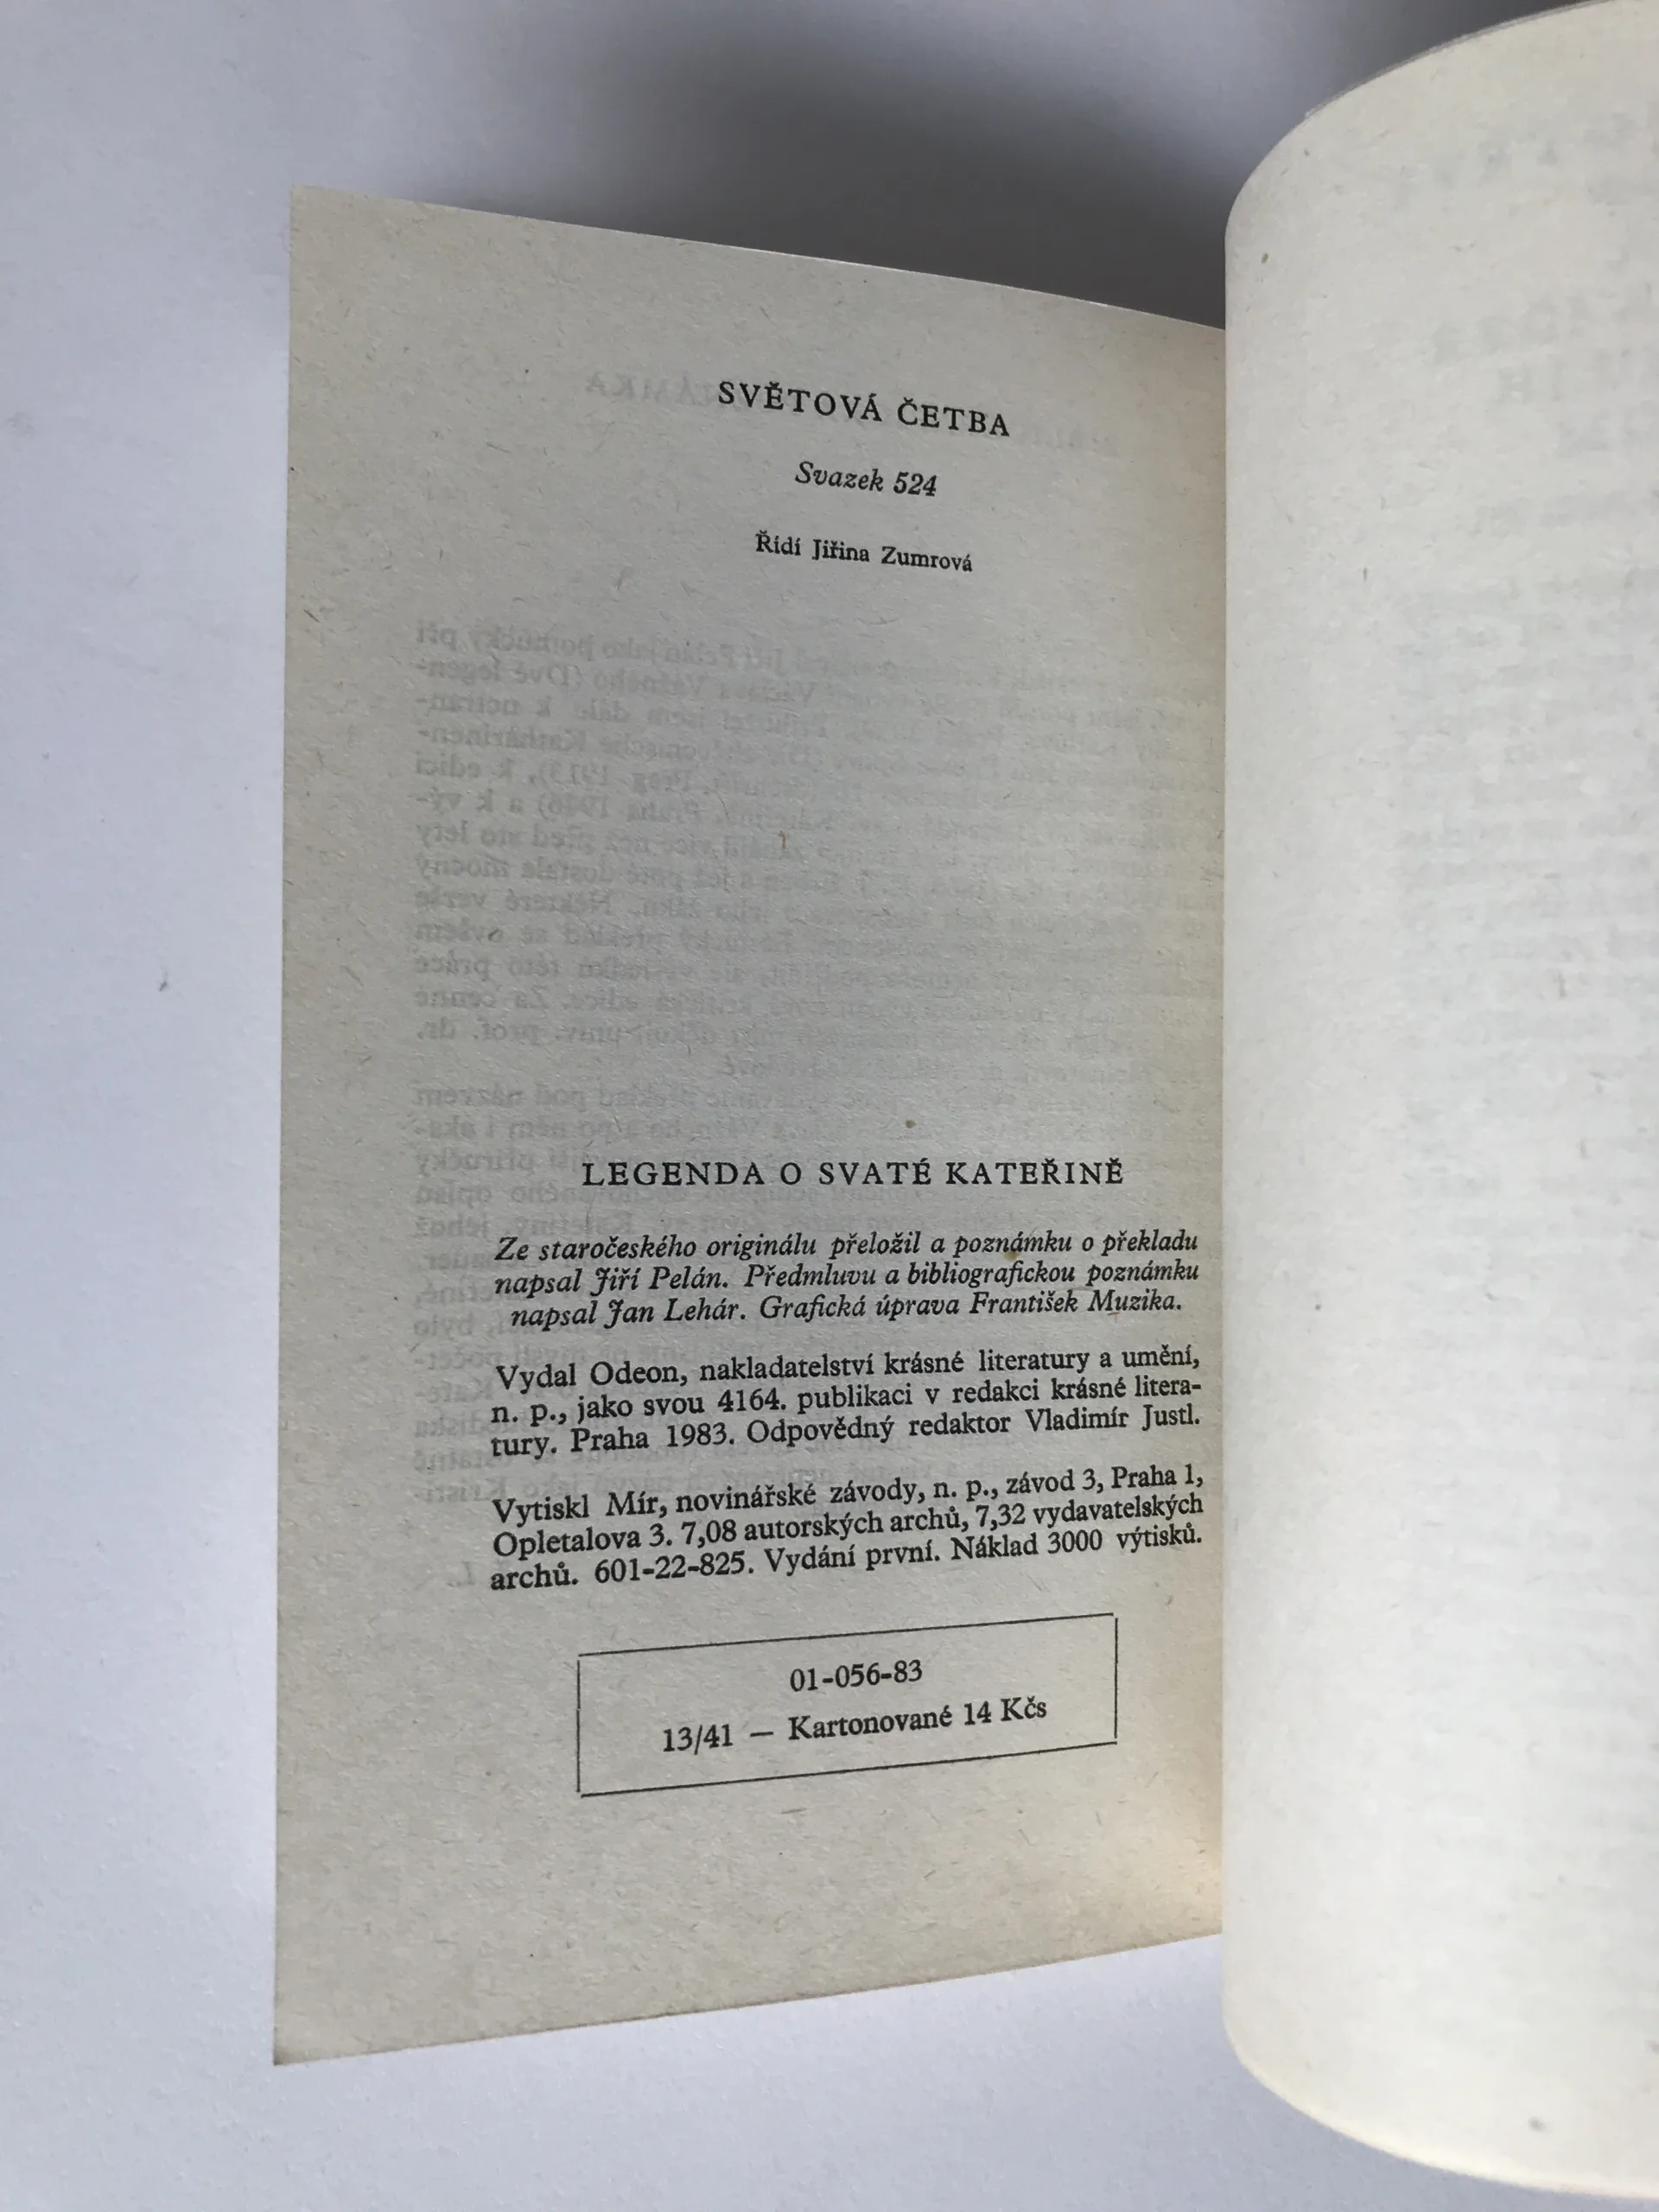 SVĚTOVÁ ČETBA
Svazek 524
Řídí Jiřina Zumrová
LEGENDA O SVATÉ KATEŘINĚ
Ze staročeského originálu přeložil a poznámku o překladu
napsal Jiří Pelán. Předmluvu a bibliografickou poznámku
napsal Jan Lehár. Grafická úprava František Muzika.
Vydal Odeon, nakladatelství krásné literatury a umění,
n. p., jako svou 4164. publikaci v redakci krásné litera-
tury. Praha 1983. Odpovědný redaktor Vladimír Justl.
Vytiskl Mír, novinářské závody, n. p., závod 3, Praha 1,
Opletalova 3. 7,08 autorských archů, 7,32 vydavatelských
archů. 601-22-825. Vydání první. Náklad 3000 výtisků.
01-056-83
13/41 — Kartonované 14 Kčs